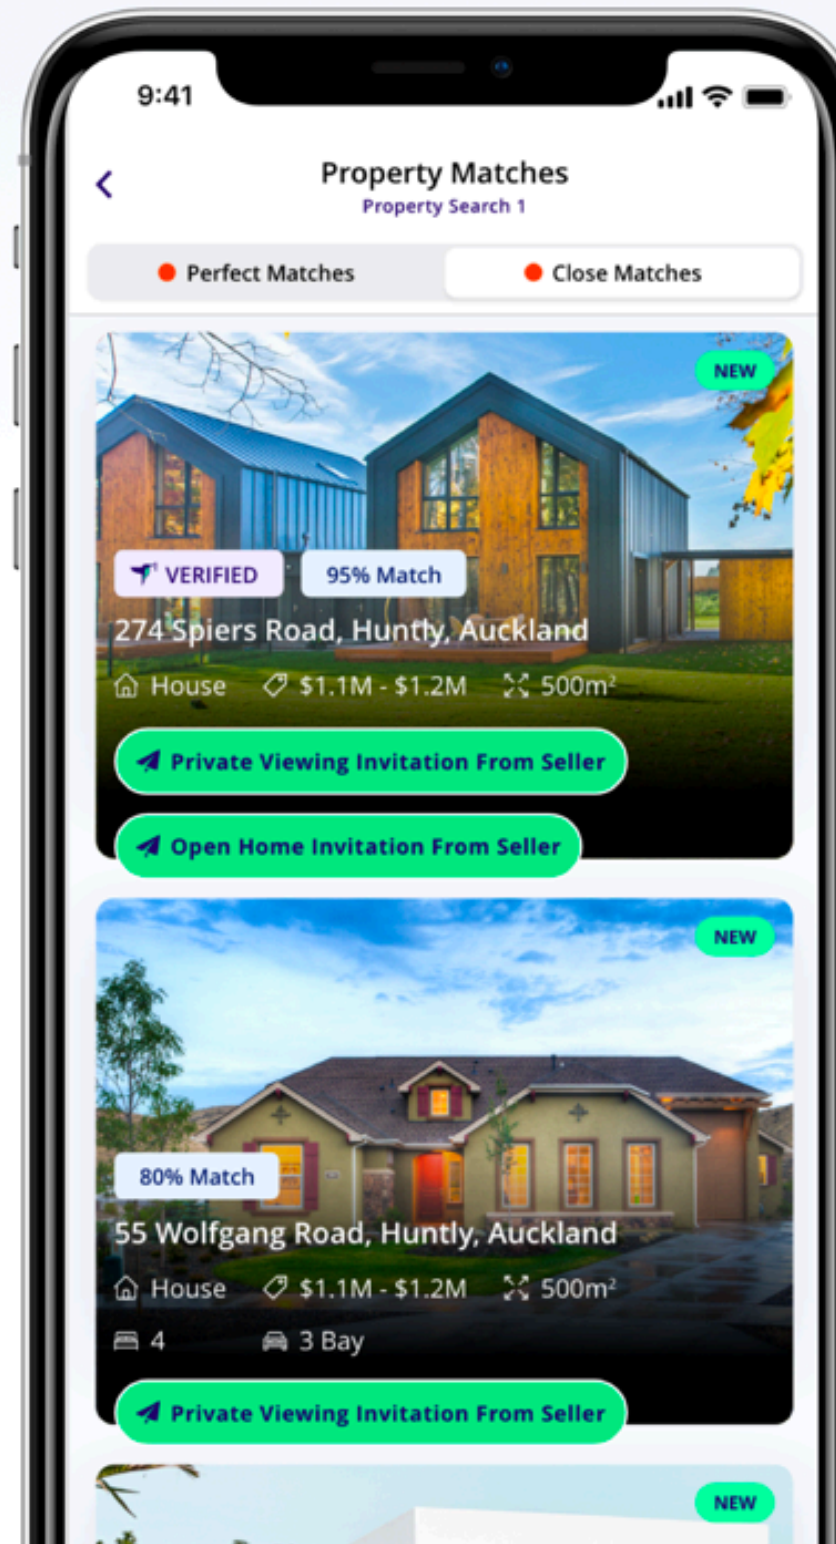 9:41
Property Matches
Property Search 1
Perfect Matches
Close Matches
NEW
VERIFIED
95% Match
274 Spiers Road, Huntly, Auckland
House $1.1M - $1.2M 500m²
Private Viewing Invitation From Seller
Open Home Invitation From Seller
NEW
80% Match
55 Wolfgang Road, Huntly, Auckland
House $1.1M - $1.2M 500m²
4 3 Bay
Private Viewing Invitation From Seller
NEW